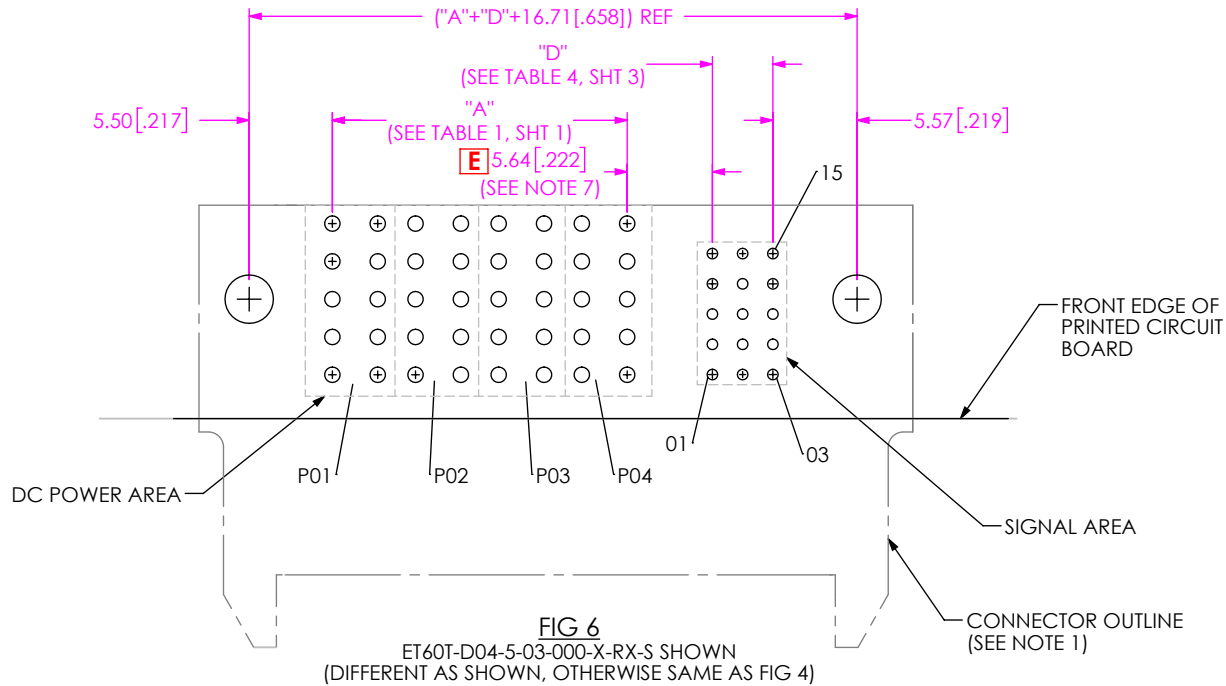 ("A"+"D"+16.71[.658]) REF
"D"
(SEE TABLE 4, SHT 3)
5.50[.217]
"A"
(SEE TABLE 1, SHT 1)
5.57[.219]
E 5.64[.222]
(SEE NOTE 7)
15
FRONT EDGE OF
PRINTED CIRCUIT
BOARD
01
03
P01
P02
P03
P04
DC POWER AREA
SIGNAL AREA
CONNECTOR OUTLINE
(SEE NOTE 1)
FIG 6
ET60T-D04-5-03-000-X-RX-S SHOWN
(DIFFERENT AS SHOWN, OTHERWISE SAME AS FIG 4)